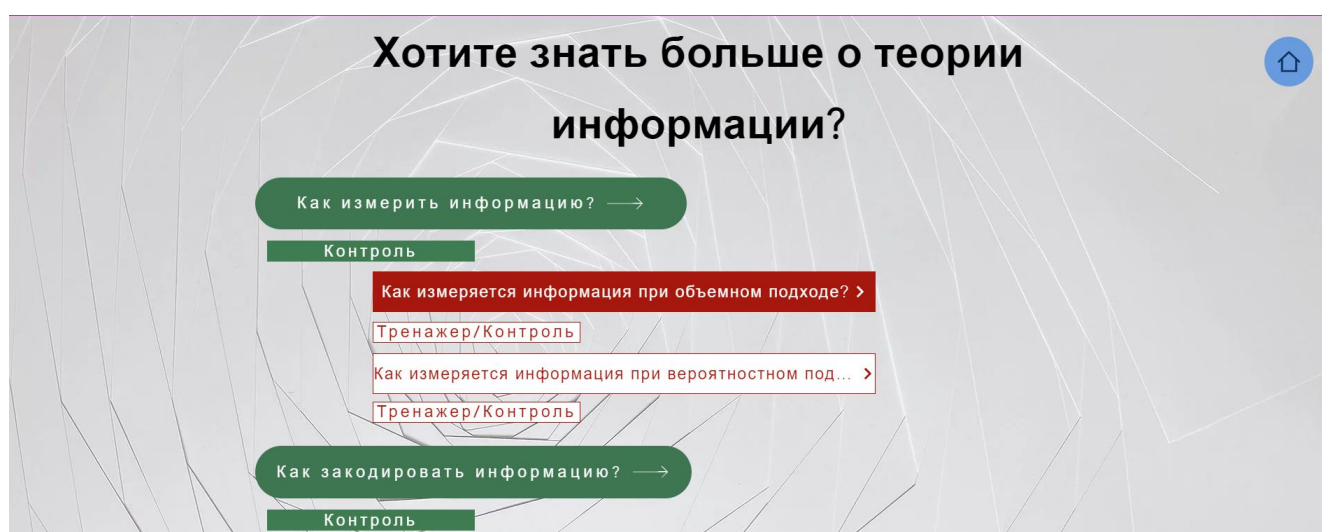 Хотите знать больше о теории
информации?
Как измерить информацию?
Контроль
Как измеряется информация при объемном подходе?
Тренажер/Контроль
Как измеряется информация при вероятностном под...
Тренажер/Контроль
Как закодировать информацию?
Контроль